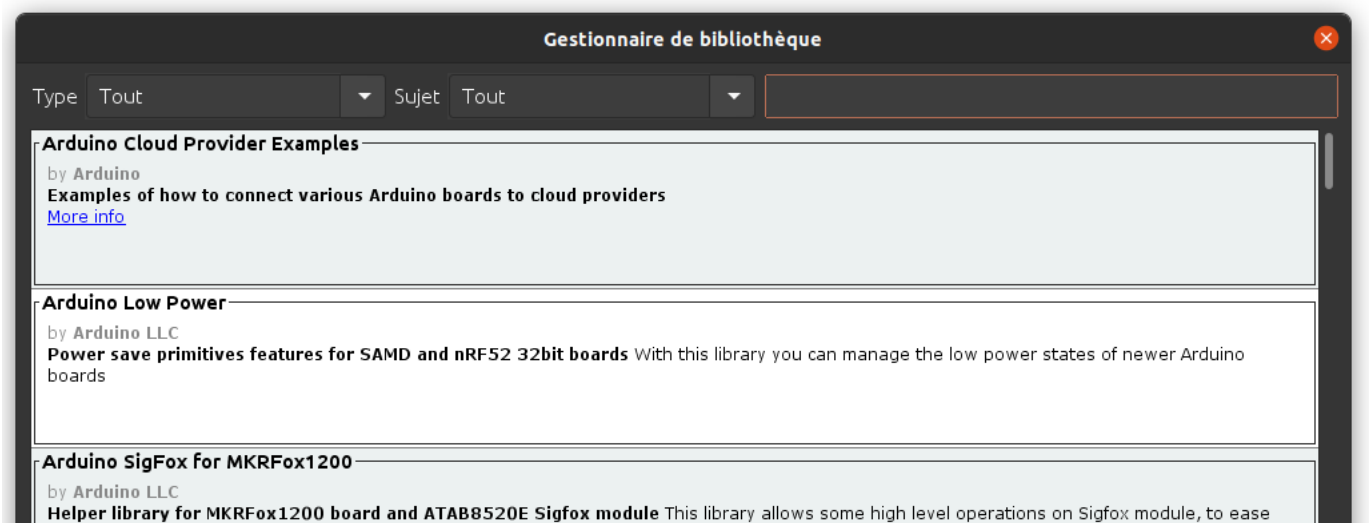 Gestionnaire de bibliothèque
Type Tout Sujet Tout
Arduino Cloud Provider Examples
by Arduino
Examples of how to connect various Arduino boards to cloud providers
More info
Arduino Low Power
by Arduino LLC
Power save primitives features for SAMD and nRF52 32bit boards With this library you can manage the low power states of newer Arduino
boards
Arduino SigFox for MKRFox1200
by Arduino LLC
Helper library for MKRFox1200 board and ATAB8520E Sigfox module This library allows some high level operations on Sigfox module, to ease